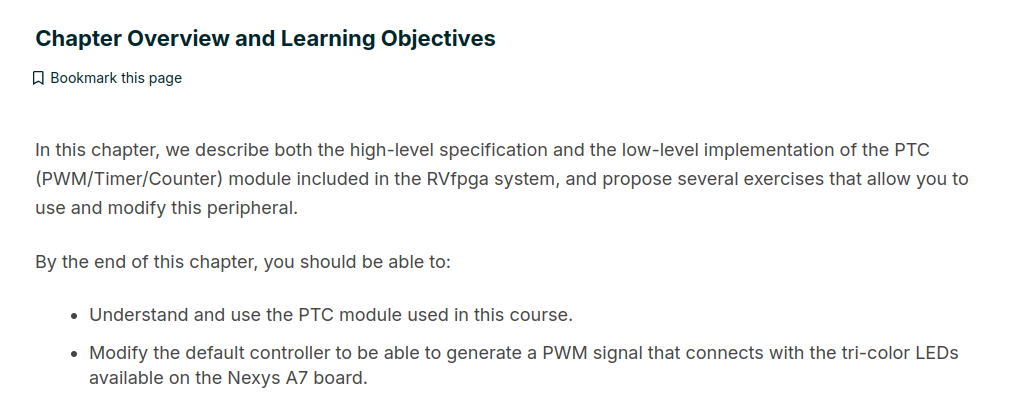 Chapter Overview and Learning Objectives
Bookmark this page
In this chapter, we describe both the high-level specification and the low-level implementation of the PTC
(PWM/Timer/Counter) module included in the RVfpga system, and propose several exercises that allow you to
use and modify this peripheral.
By the end of this chapter, you should be able to:
• Understand and use the PTC module used in this course.
• Modify the default controller to be able to generate a PWM signal that connects with the tri-color LEDs
available on the Nexys A7 board.